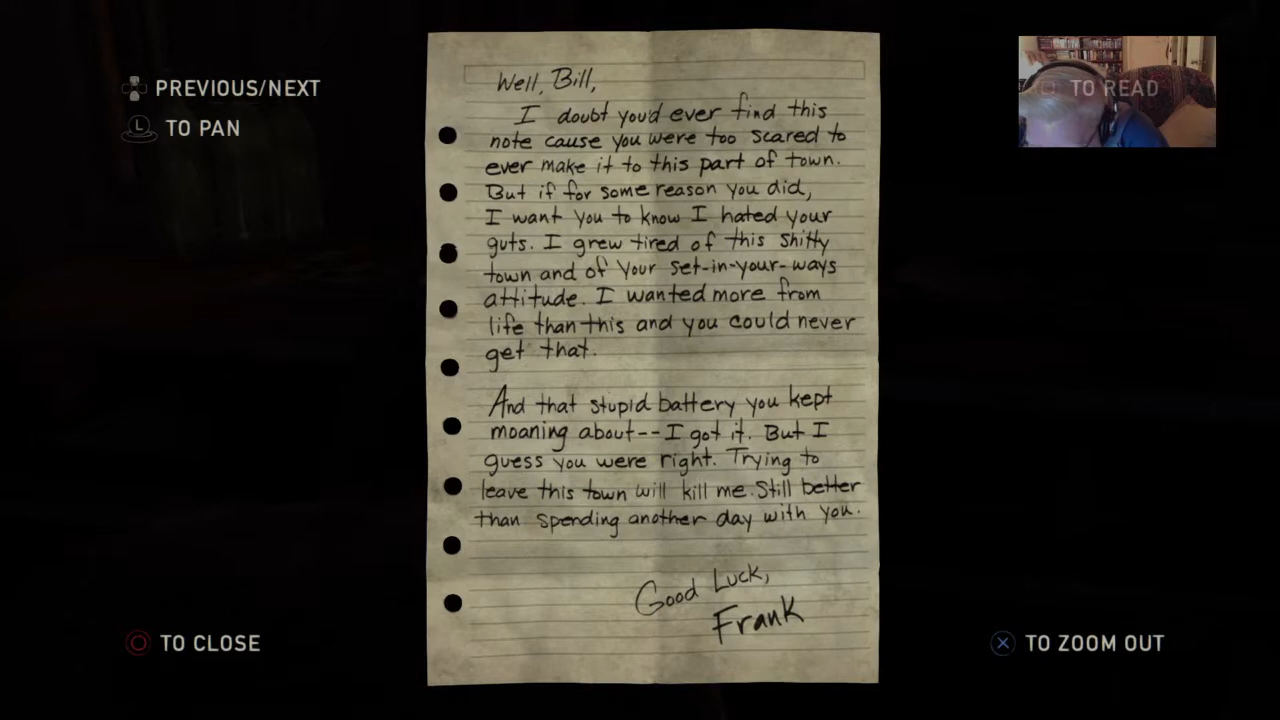 PREVIOUS/NEXT
L TO PAN
TO READ
Well, Bill,
I doubt you'd ever find this
note cause you were too scared to
ever make it to this part of town.
But if for some reason you did,
I want you to know I hated your
guts. I grew tired of this shitty
town and of your set-in-your-ways
attitude. I wanted more from
life than this and you could never
get that.
And that stupid battery you kept
moaning about--I got it. But I
guess you were right. Trying to
leave this town will kill me. Still better
than spending another day with you.
Good Luck,
Frank
TO CLOSE
TO ZOOM OUT